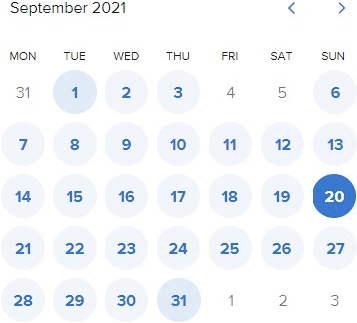 September 2021
MON TUE WED THU FRI SAT SUN
31 1 2 3 4 5 6
7 8 9 10 11 12 13
14 15 16 17 18 19 20
21 22 23 24 25 26 27
28 29 30 31 1 2 3